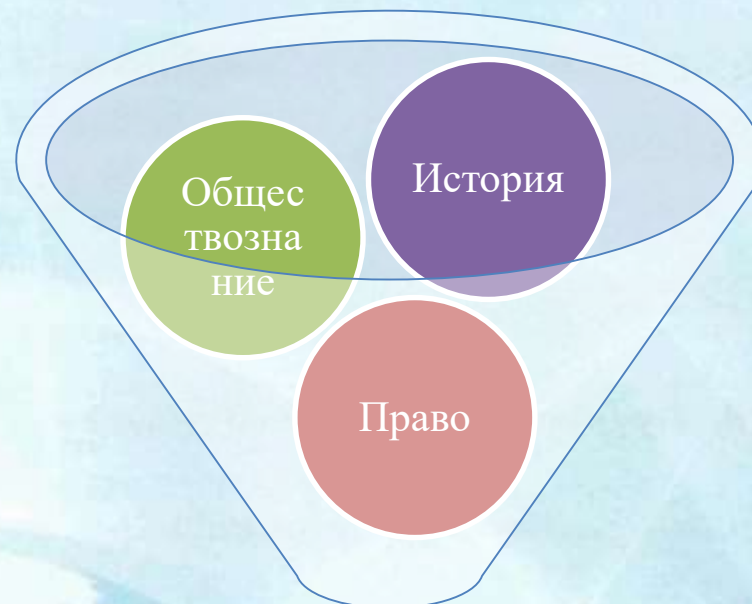 Общес
твозна
ние
История
Право